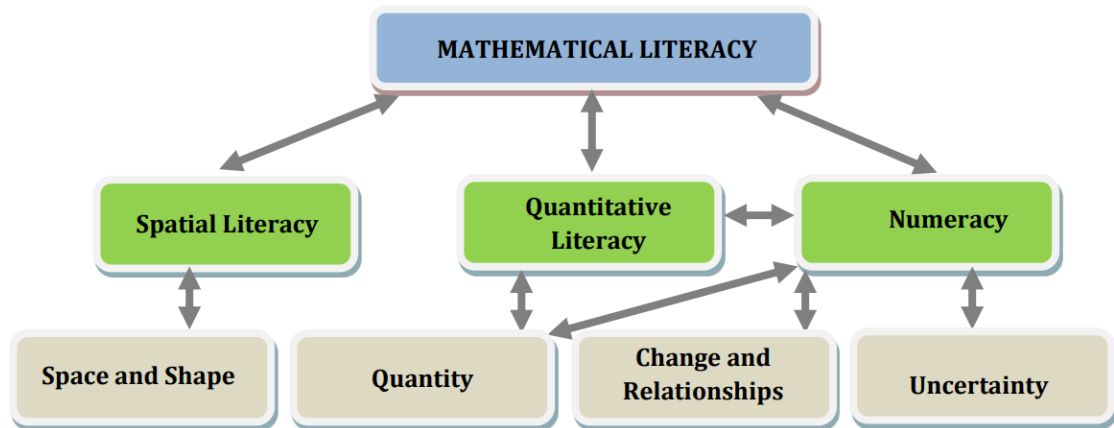 MATHEMATICAL LITERACY
Spatial Literacy
Quantitative
Literacy
Numeracy
Space and Shape
Quantity
Change and
Relationships
Uncertainty